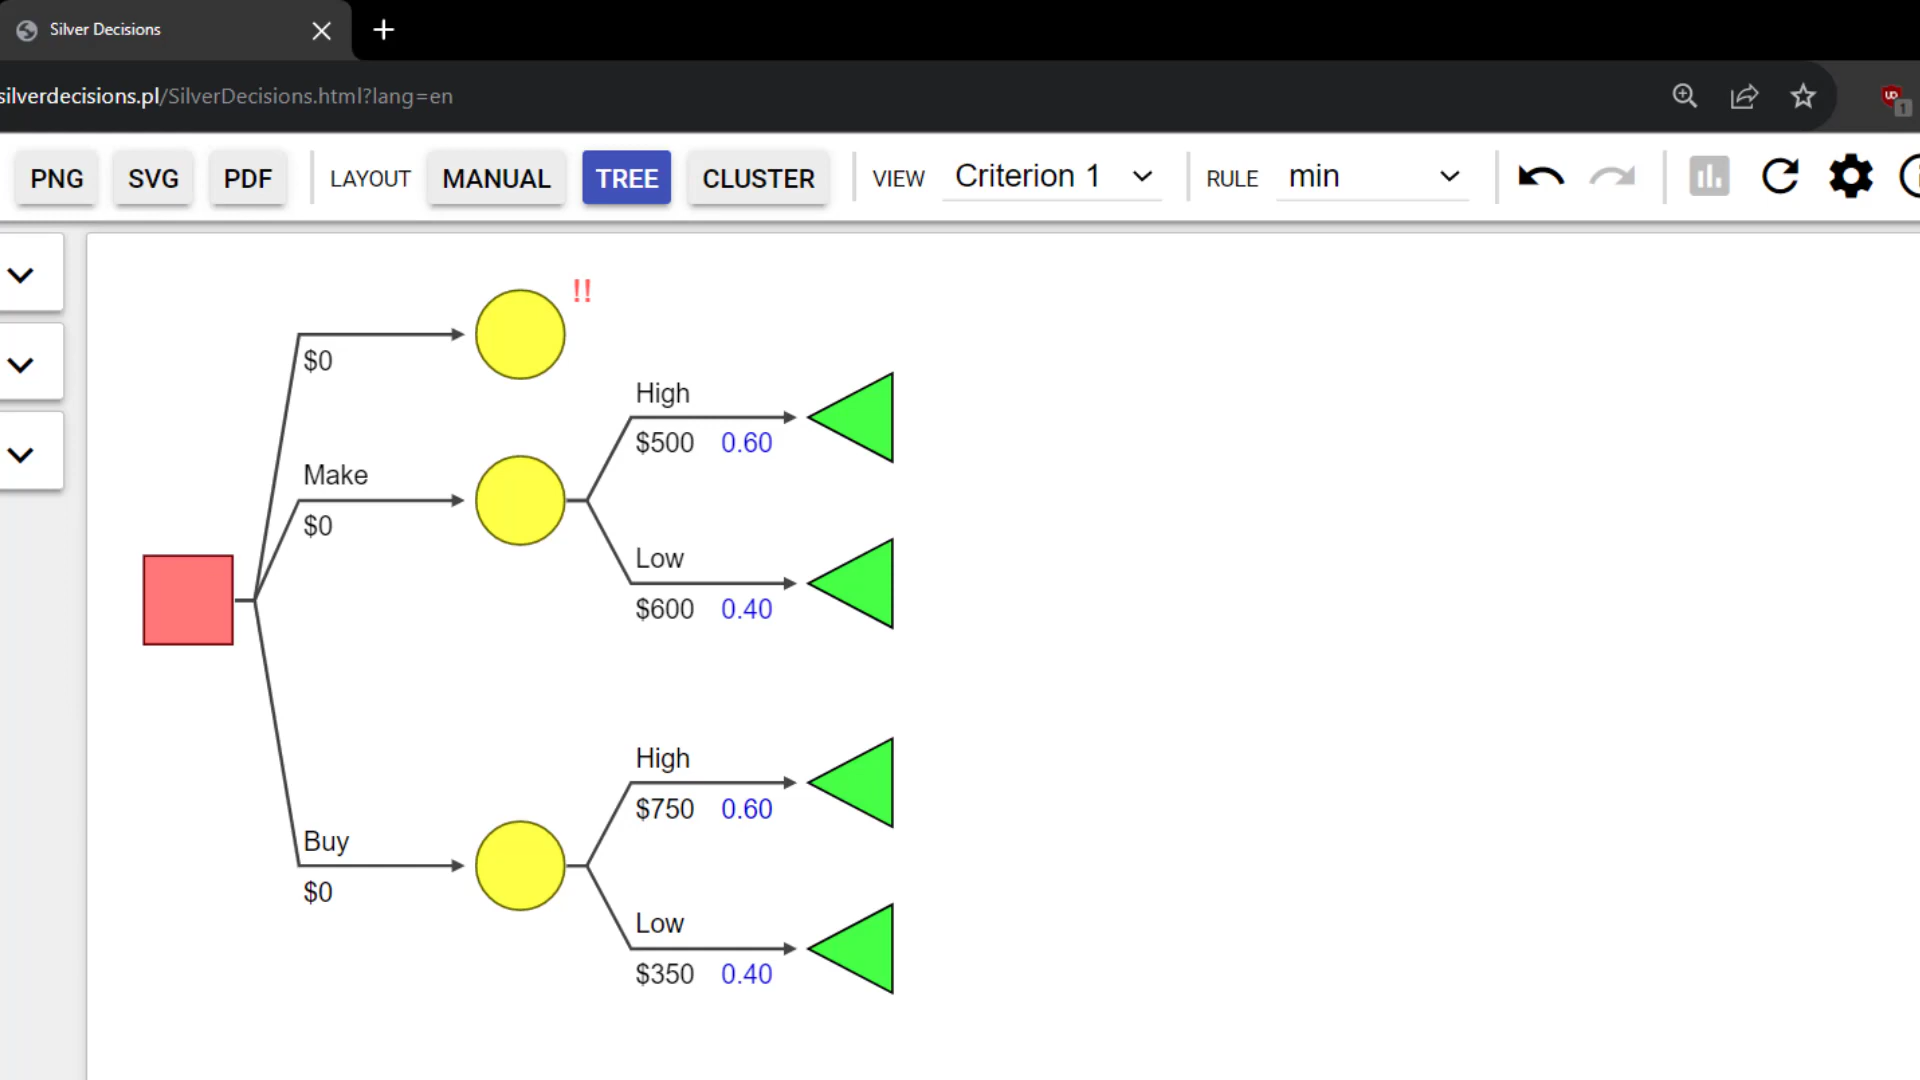 Silver Decisions
silverdecisions.pl/SilverDecisions.html?lang=en
1
PNG SVG PDF LAYOUT MANUAL TREE CLUSTER VIEW Criterion 1 RULE min
!!
$0
High
$500 0.60
Make
$0
Low
$600 0.40
High
$750 0.60
Buy
$0
Low
$350 0.40